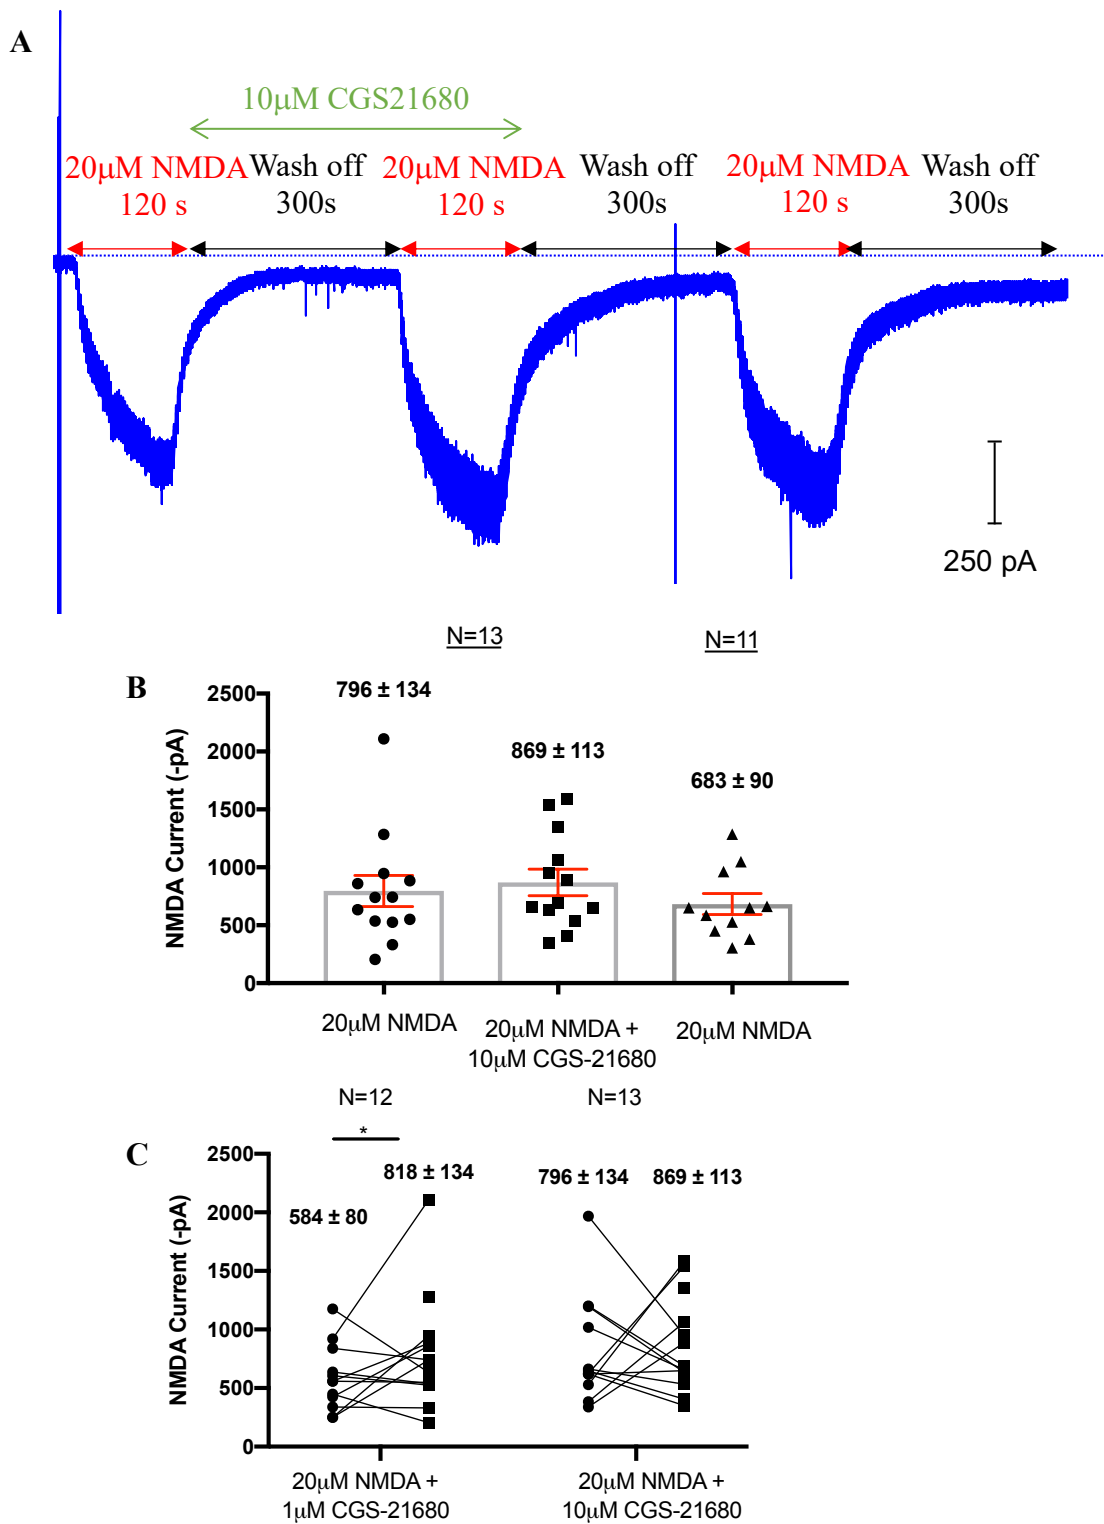 A
10μM CGS21680
20μM NMDA Wash off 20μM NMDA Wash off 20μM NMDA Wash off
120 s 300s 120 s 300s 120 s 300s
250 pA
N=13 N=11
B
796 ± 134
869 ± 113
683 ± 90
NMDA Current (-pA)
2500
2000
1500
1000
500
0
20μM NMDA
20μM NMDA +
10μM CGS-21680
20μM NMDA
N=12 N=13
C
*
584 ± 80
818 ± 134
796 ± 134
869 ± 113
NMDA Current (-pA)
2500
2000
1500
1000
500
0
20μM NMDA +
1μM CGS-21680
20μM NMDA +
10μM CGS-21680